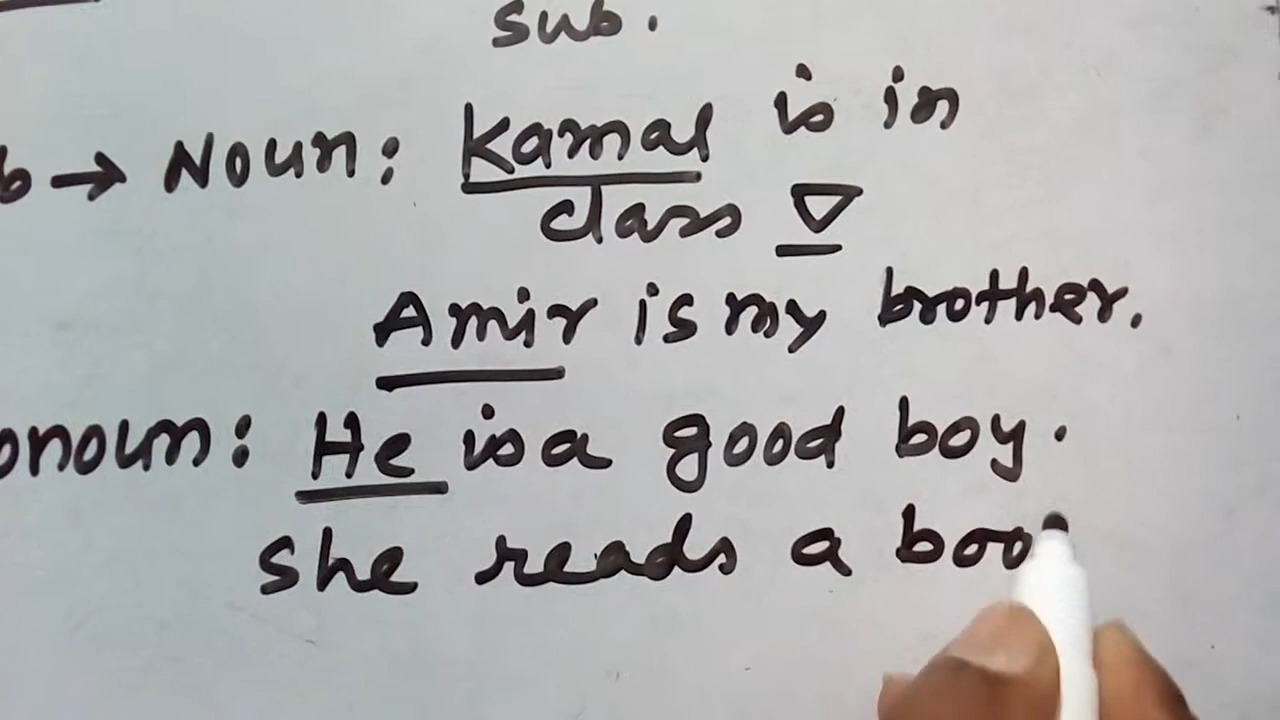 sub.
b → Noun: Kamal is in
class V
Amir is my brother.
onoun: He is a good boy.
she reads a boo